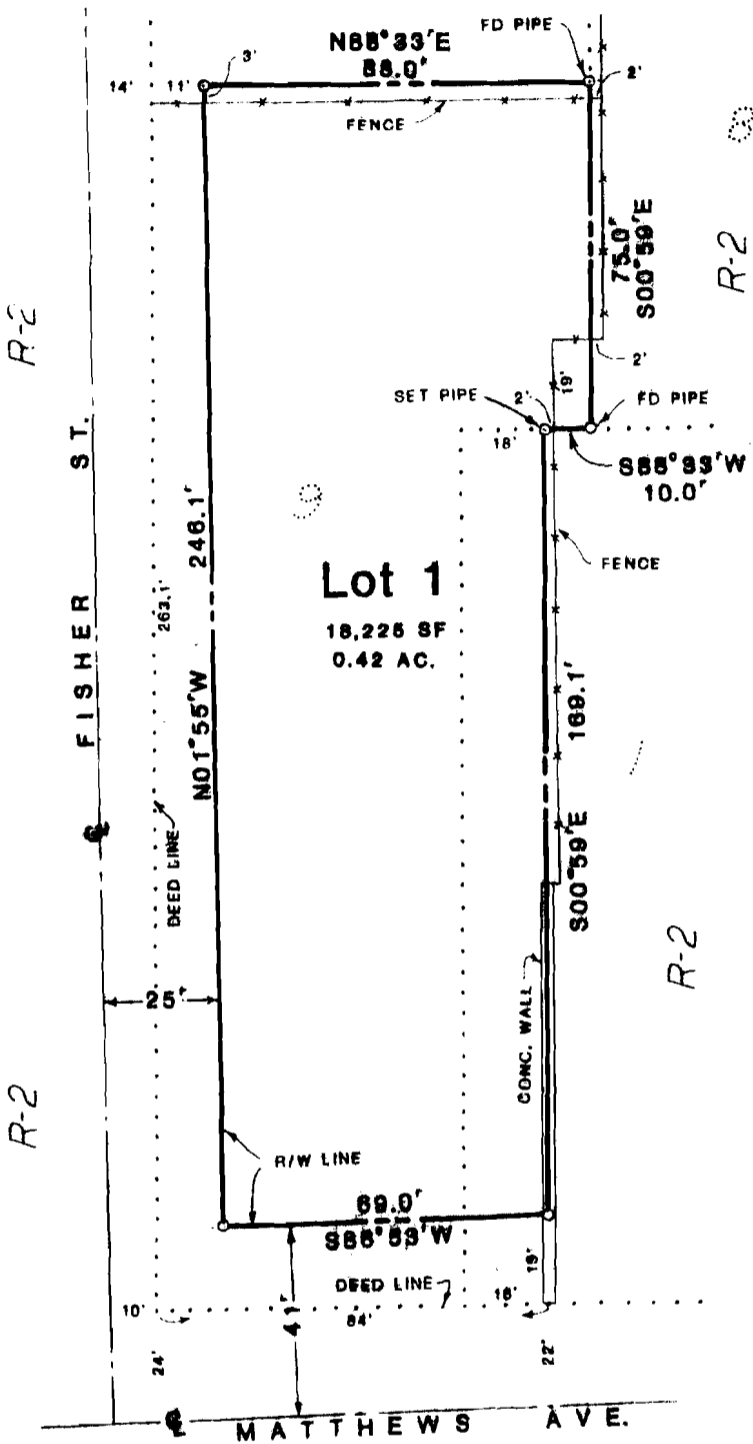 N88°33'E
83.0'
FD PIPE
14'
11'
3'
2'
FENCE
75.0'
S00°59'E
R-2
R-2
2'
19'
SET PIPE
2'
FD PIPE
18'
S88°33'W
10.0'
FISHER ST.
246.1'
263.1'
N01°55'W
Lot 1
18,225 SF
0.42 AC.
FENCE
169.1'
S00°59'E
DEED LINE
R-2
25'
CONC. WALL
R-2
R/W LINE
69.0'
S86°53'W
19'
DEED LINE
10'
84'
18'
41'
24'
22'
MATTHEWS AVE.